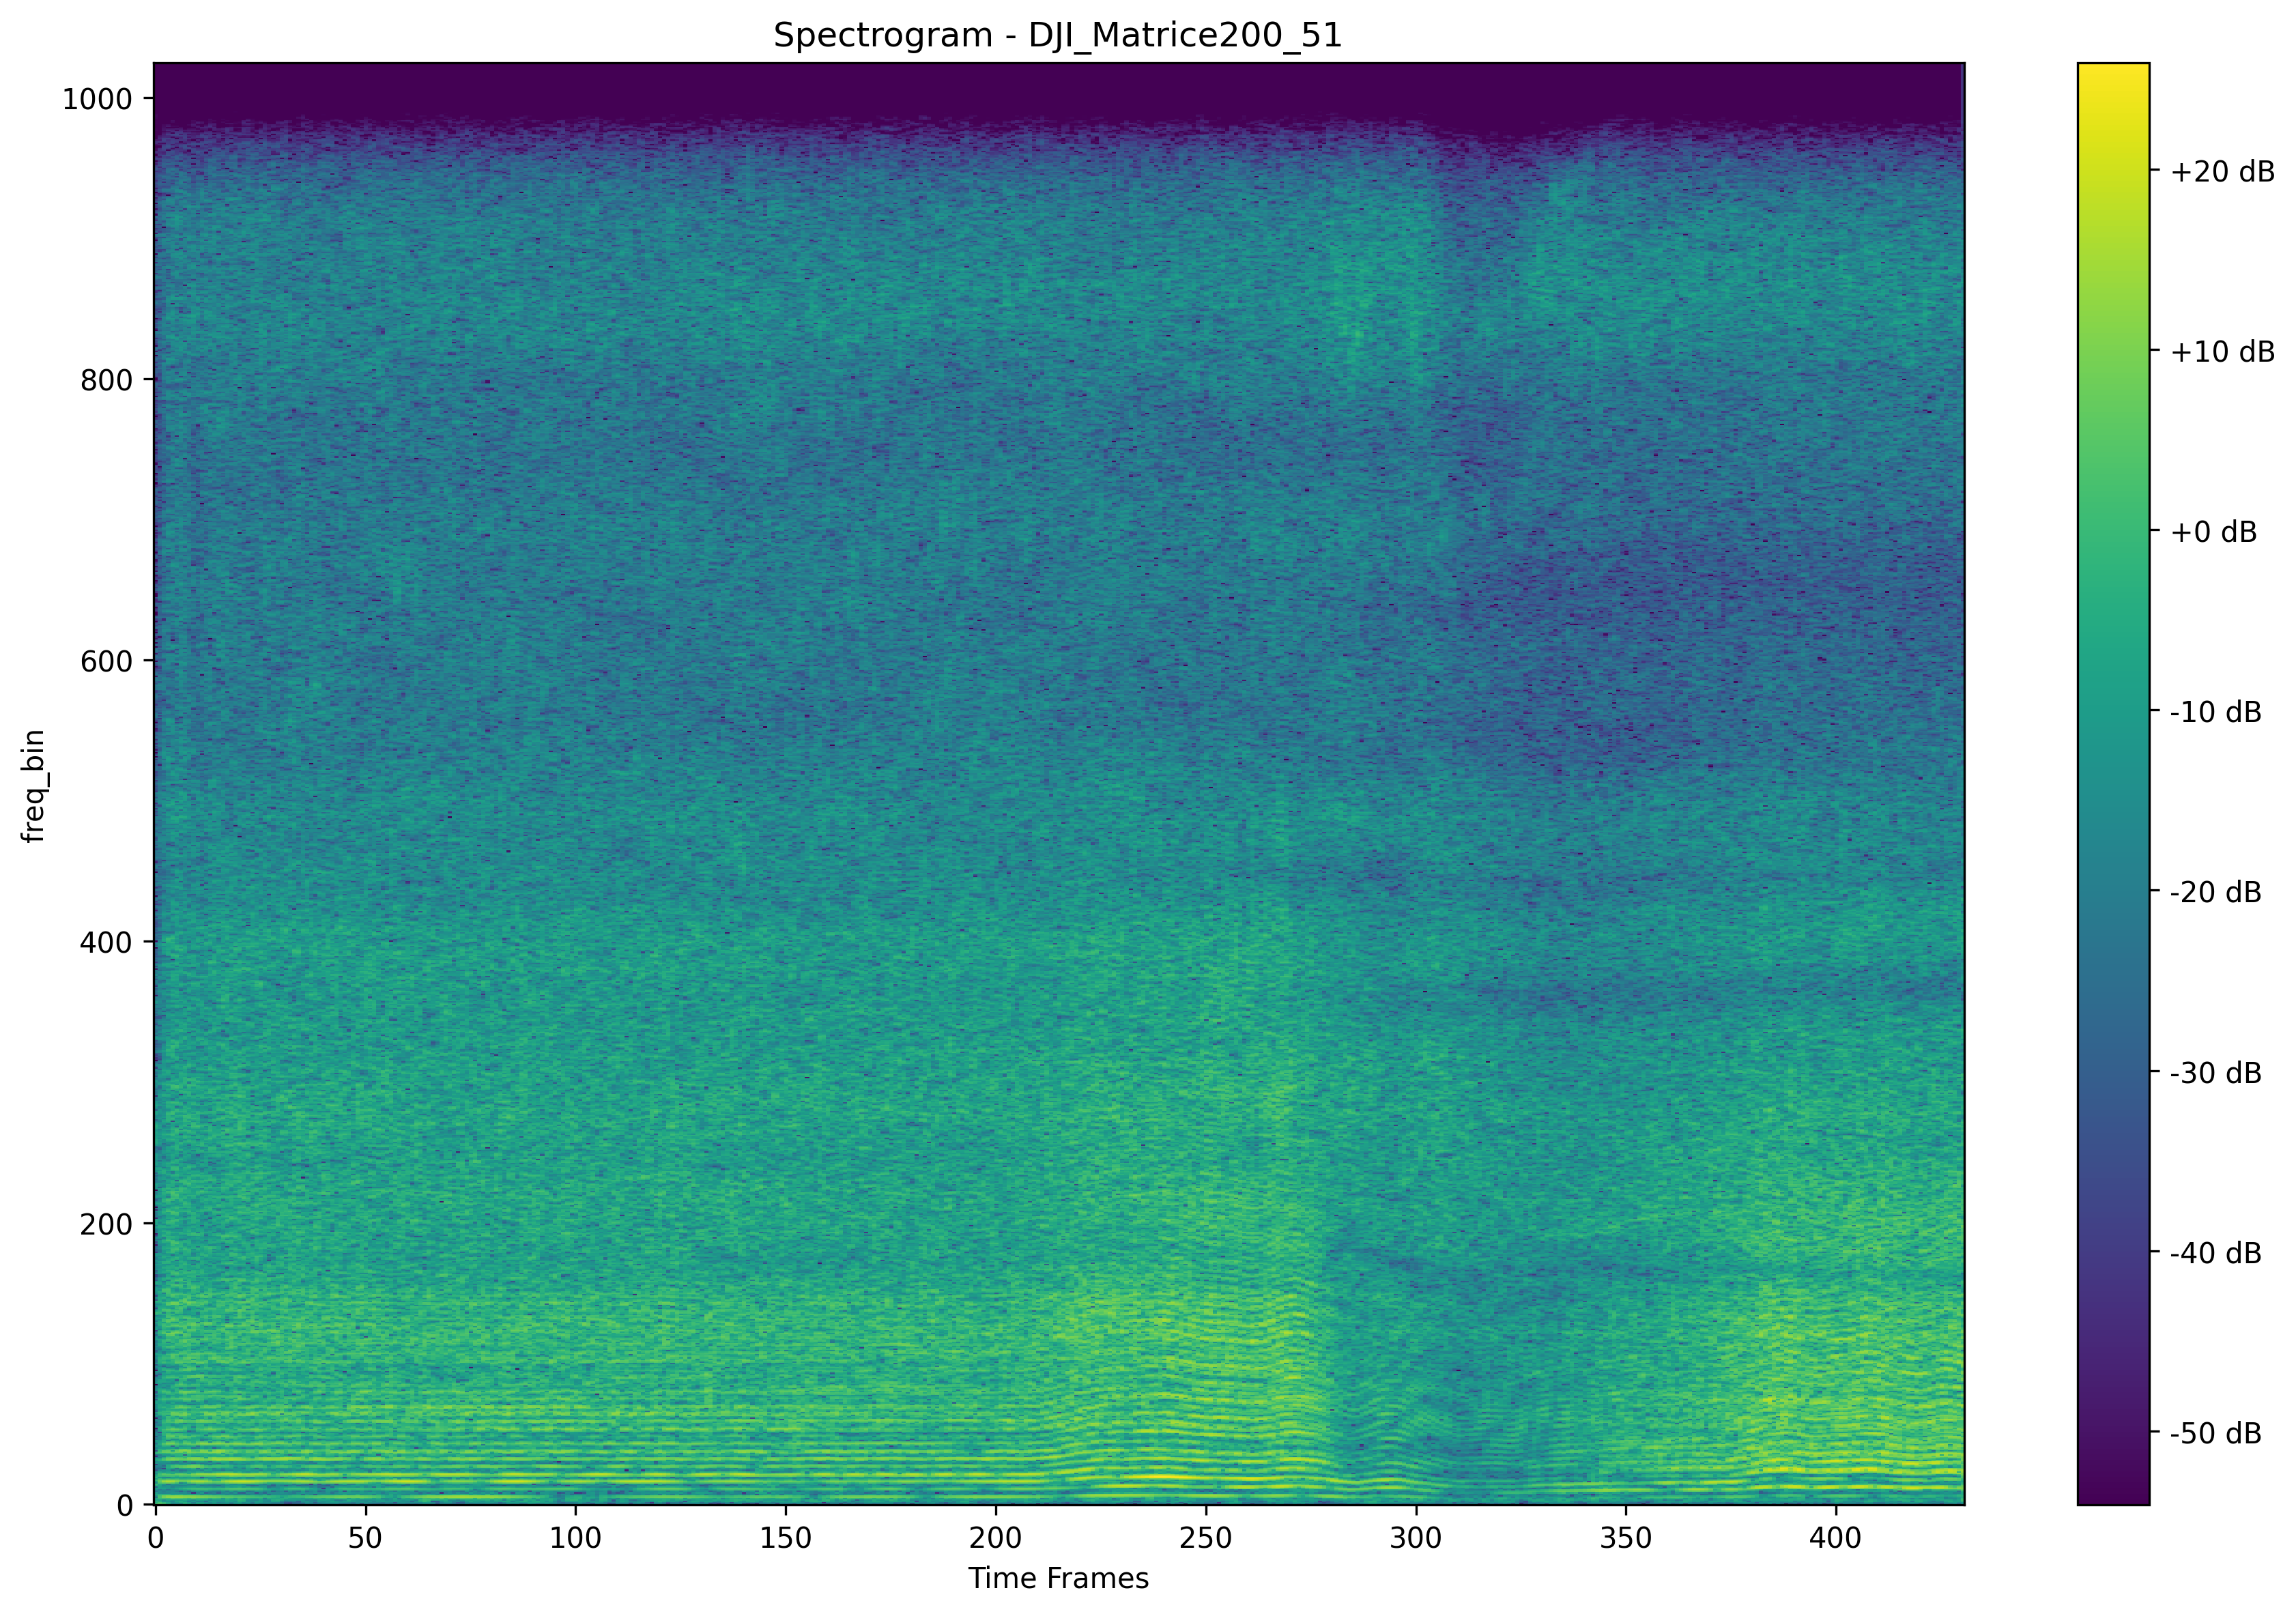 Spectrogram - DJI_Matrice200_51
1000
800
600
400
200
0
freq_bin
0 50 100 150 200 250 300 350 400
Time Frames
+20 dB
+10 dB
+0 dB
-10 dB
-20 dB
-30 dB
-40 dB
-50 dB